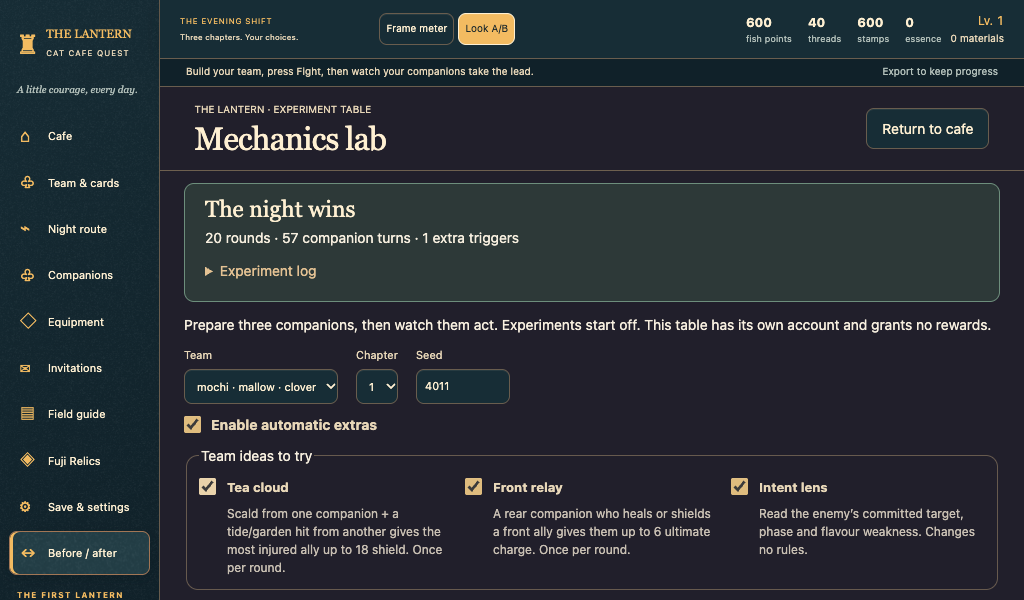 THE LANTERN
CAT CAFE QUEST
A little courage, every day.
Cafe
Team & cards
Night route
Companions
Equipment
Invitations
Field guide
Fuji Relics
Save & settings
Before / after
THE FIRST LANTERN
THE EVENING SHIFT
Three chapters. Your choices.
Frame meter
Look A/B
600
fish points
40
threads
600
stamps
0
essence
Lv. 1
0 materials
Build your team, press Fight, then watch your companions take the lead.
Export to keep progress
THE LANTERN · EXPERIMENT TABLE
Mechanics lab
Return to cafe
The night wins
20 rounds · 57 companion turns · 1 extra triggers
Experiment log
Prepare three companions, then watch them act. Experiments start off. This table has its own account and grants no rewards.
Team
Chapter
Seed
mochi · mallow · clover
1
4011
Enable automatic extras
Team ideas to try
Tea cloud
Scald from one companion + a
tide/garden hit from another gives the
most injured ally up to 18 shield. Once
per round.
Front relay
A rear companion who heals or shields
a front ally gives them up to 6 ultimate
charge. Once per round.
Intent lens
Read the enemy's committed target,
phase and flavour weakness. Changes
no rules.